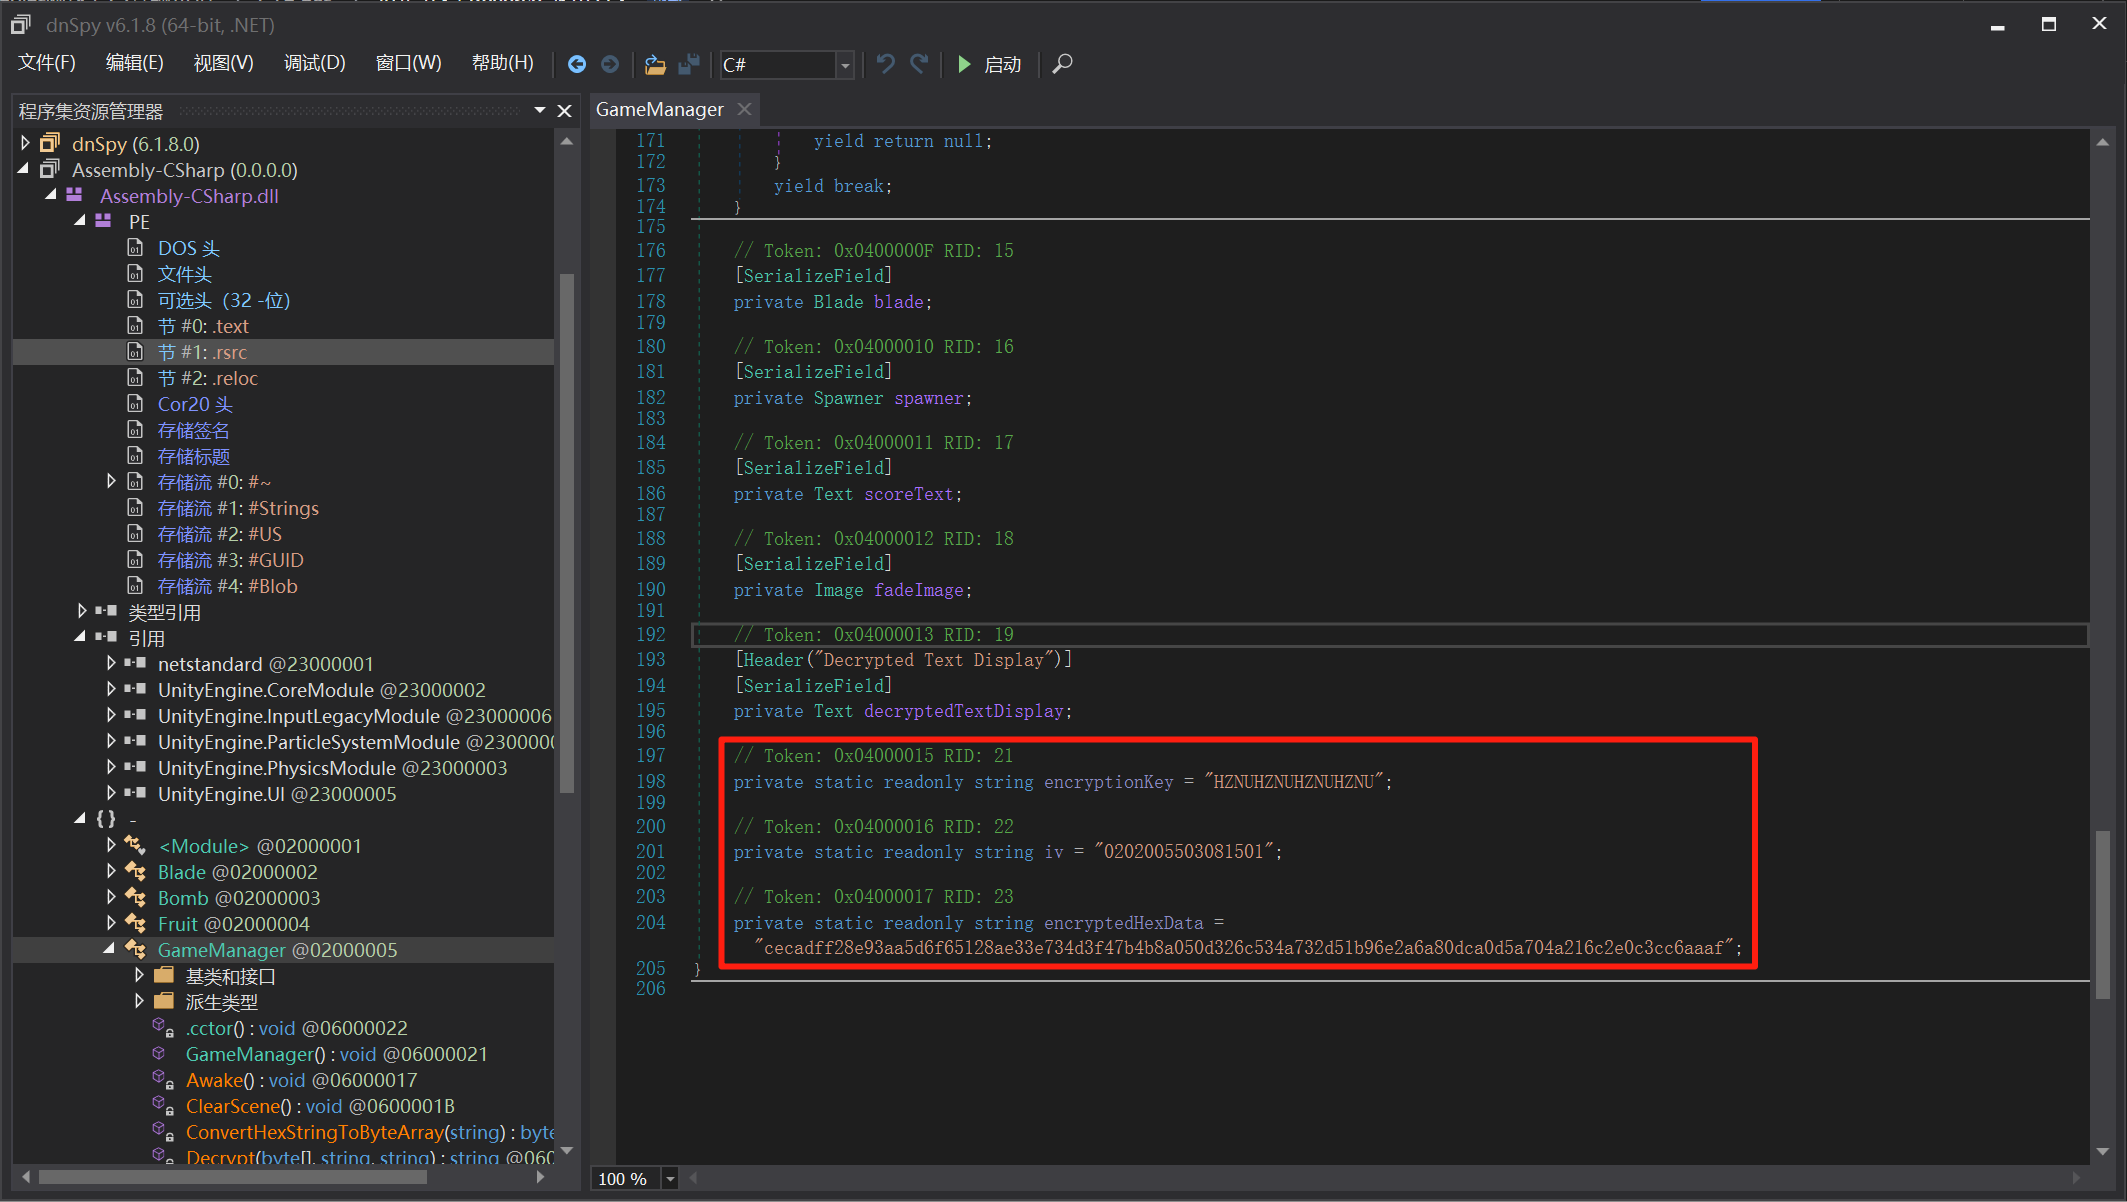 dnSpy v6.1.8 (64-bit, .NET)
文件(F) 编辑(E) 视图(V) 调试(D) 窗口(W) 帮助(H) C# 启动
程序集资源管理器
dnSpy (6.1.8.0)
Assembly-CSharp (0.0.0.0)
Assembly-CSharp.dll
PE
DOS 头
文件头
可选头（32 -位）
节 #0: .text
节 #1: .rsrc
节 #2: .reloc
Cor20 头
存储签名
存储标题
存储流 #0: #~
存储流 #1: #Strings
存储流 #2: #US
存储流 #3: #GUID
存储流 #4: #Blob
类型引用
引用
netstandard @23000001
UnityEngine.CoreModule @23000002
UnityEngine.InputLegacyModule @23000006
UnityEngine.ParticleSystemModule @2300000
UnityEngine.PhysicsModule @23000003
UnityEngine.UI @23000005
{ } -
<Module> @02000001
Blade @02000002
Bomb @02000003
Fruit @02000004
GameManager @02000005
基类和接口
派生类型
.cctor() : void @06000022
GameManager() : void @06000021
Awake() : void @06000017
ClearScene() : void @0600001B
ConvertHexStringToByteArray(string) : byte
Decrypt(byte[], string, string) : string @060
GameManager
171 yield return null;
172 }
173 yield break;
174 }
175
176 // Token: 0x0400000F RID: 15
177 [SerializeField]
178 private Blade blade;
179
180 // Token: 0x04000010 RID: 16
181 [SerializeField]
182 private Spawner spawner;
183
184 // Token: 0x04000011 RID: 17
185 [SerializeField]
186 private Text scoreText;
187
188 // Token: 0x04000012 RID: 18
189 [SerializeField]
190 private Image fadeImage;
191
192 // Token: 0x04000013 RID: 19
193 [Header("Decrypted Text Display")]
194 [SerializeField]
195 private Text decryptedTextDisplay;
196
197 // Token: 0x04000015 RID: 21
198 private static readonly string encryptionKey = "HZNUHZNUHZNUHZNU";
199
200 // Token: 0x04000016 RID: 22
201 private static readonly string iv = "0202005503081501";
202
203 // Token: 0x04000017 RID: 23
204 private static readonly string encryptedHexData =
"cecadff28e93aa5d6f65128ae33e734d3f47b4b8a050d326c534a732d51b96e2a6a80dca0d5a704a216c2e0c3cc6aaaf";
205 }
206
100 %